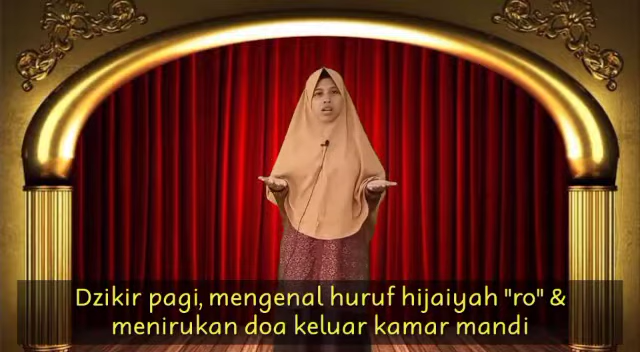 Dzikir pagi, mengenal huruf hijaiyah "ro" &
menirukan doa keluar kamar mandi